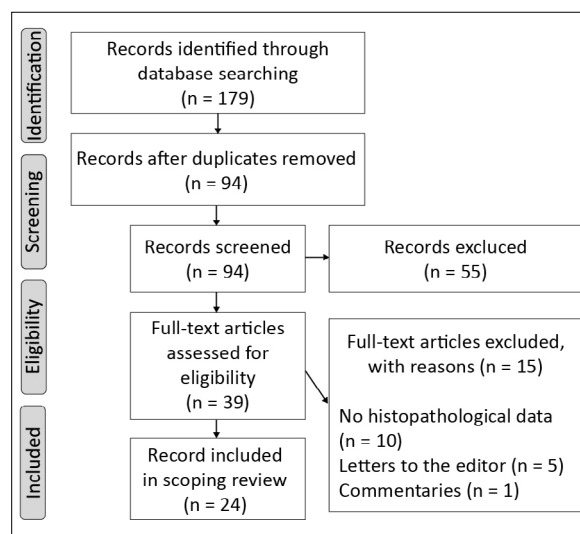 Identification
Records identified through
database searching
(n = 179)
Records after duplicates removed
(n = 94)
Screening
Records screened
(n = 94)
Records excluced
(n = 55)
Eligibility
Full-text articles
assessed for
eligibility
(n = 39)
Full-text articles excluded,
with reasons (n = 15)
No histopathological data
(n = 10)
Letters to the editor (n = 5)
Commentaries (n = 1)
Included
Record included
in scoping review
(n = 24)